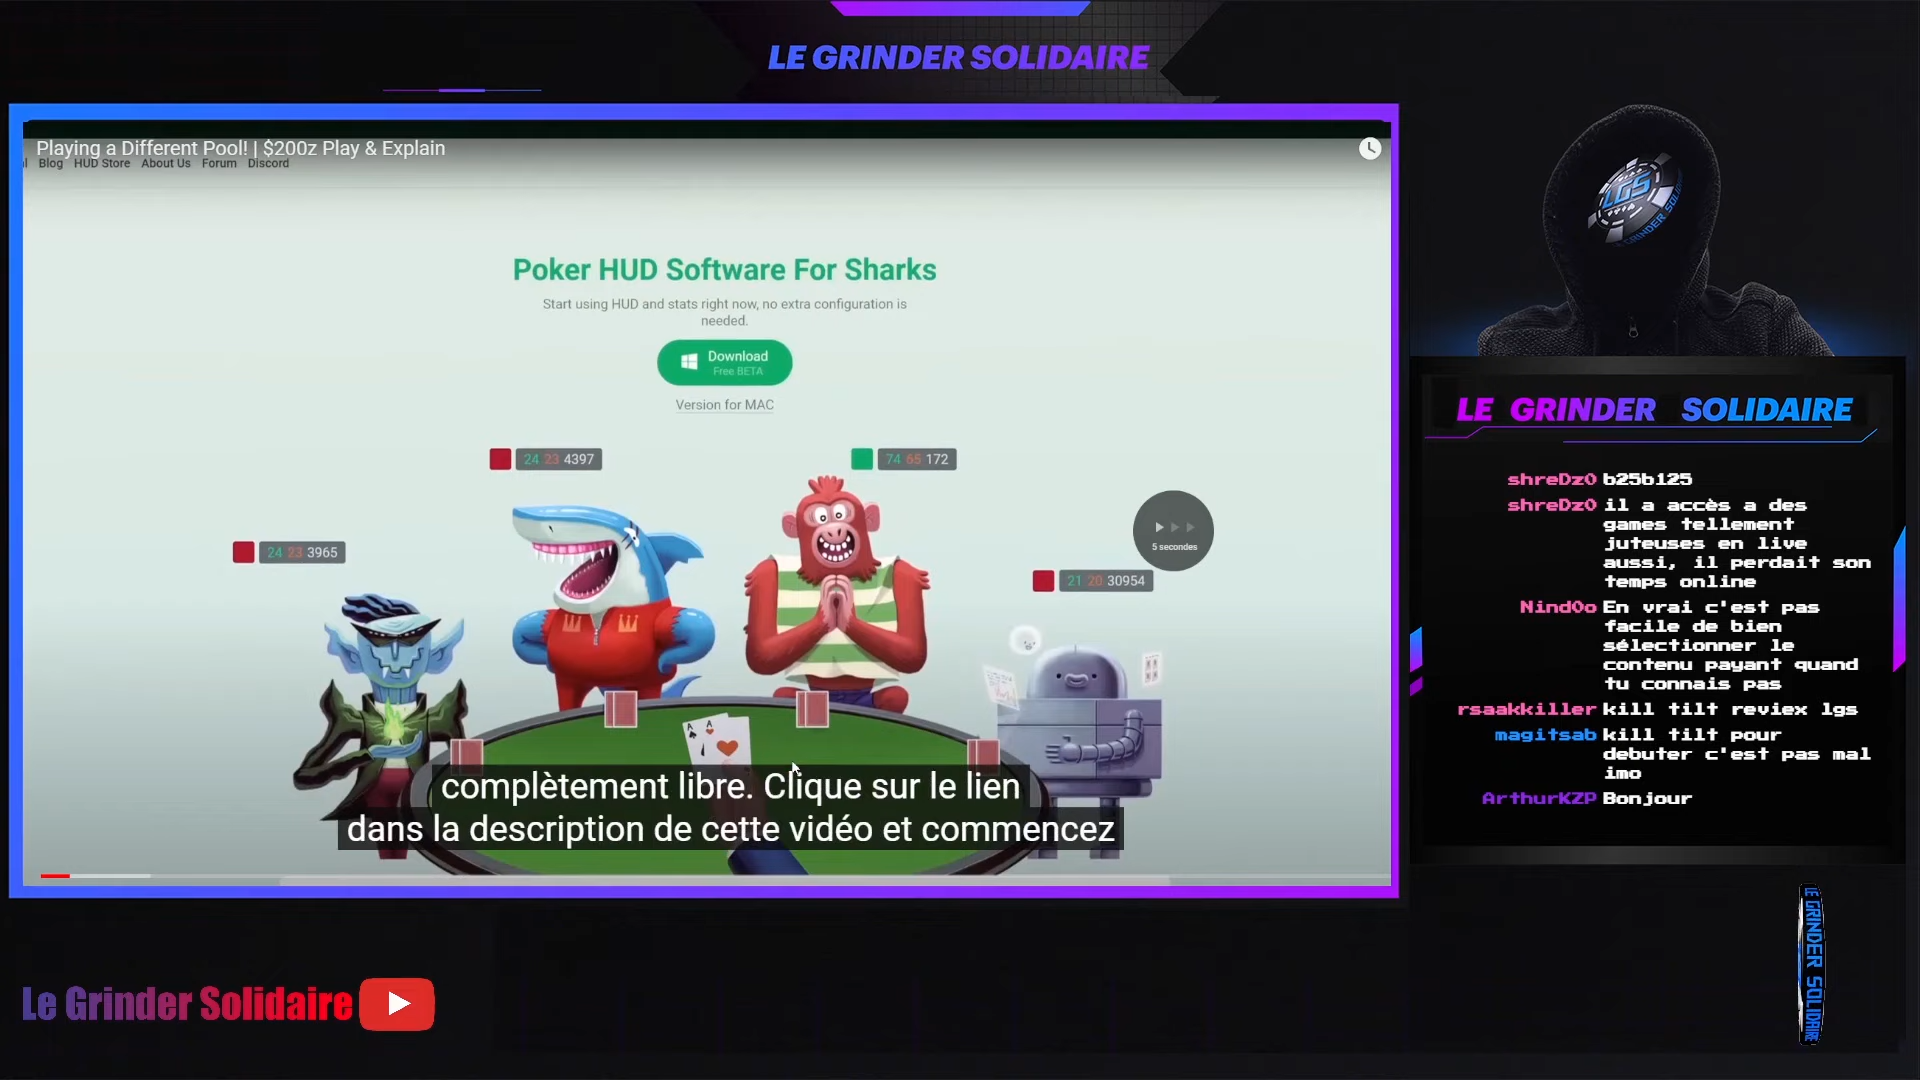 LE GRINDER SOLIDAIRE
Playing a Different Pool! | $200z Play & Explain
Blog HUD Store About Us Forum Discord
Poker HUD Software For Sharks
Start using HUD and stats right now, no extra configuration is
needed.
Download
Free BETA
Version for MAC
24 23 4397
74 65 172
24 23 3965
5 secondes
21 20 30954
A
A
complètement libre. Clique sur le lien
dans la description de cette vidéo et commencez
LGS
GRINDER SOLI
LE GRINDER SOLIDAIRE
shreDz0 b25b125
shreDz0 il a accès a des
games tellement
juteuses en live
aussi, il perdait son
temps online
Nind0o En vrai c'est pas
facile de bien
sélectionner le
contenu payant quand
tu connais pas
rsaakkiller kill tilt reviex lgs
magitsab kill tilt pour
debuter c'est pas mal
imo
ArthurKZP Bonjour
Le Grinder Solidaire
LE GRINDER SOLIDAIRE